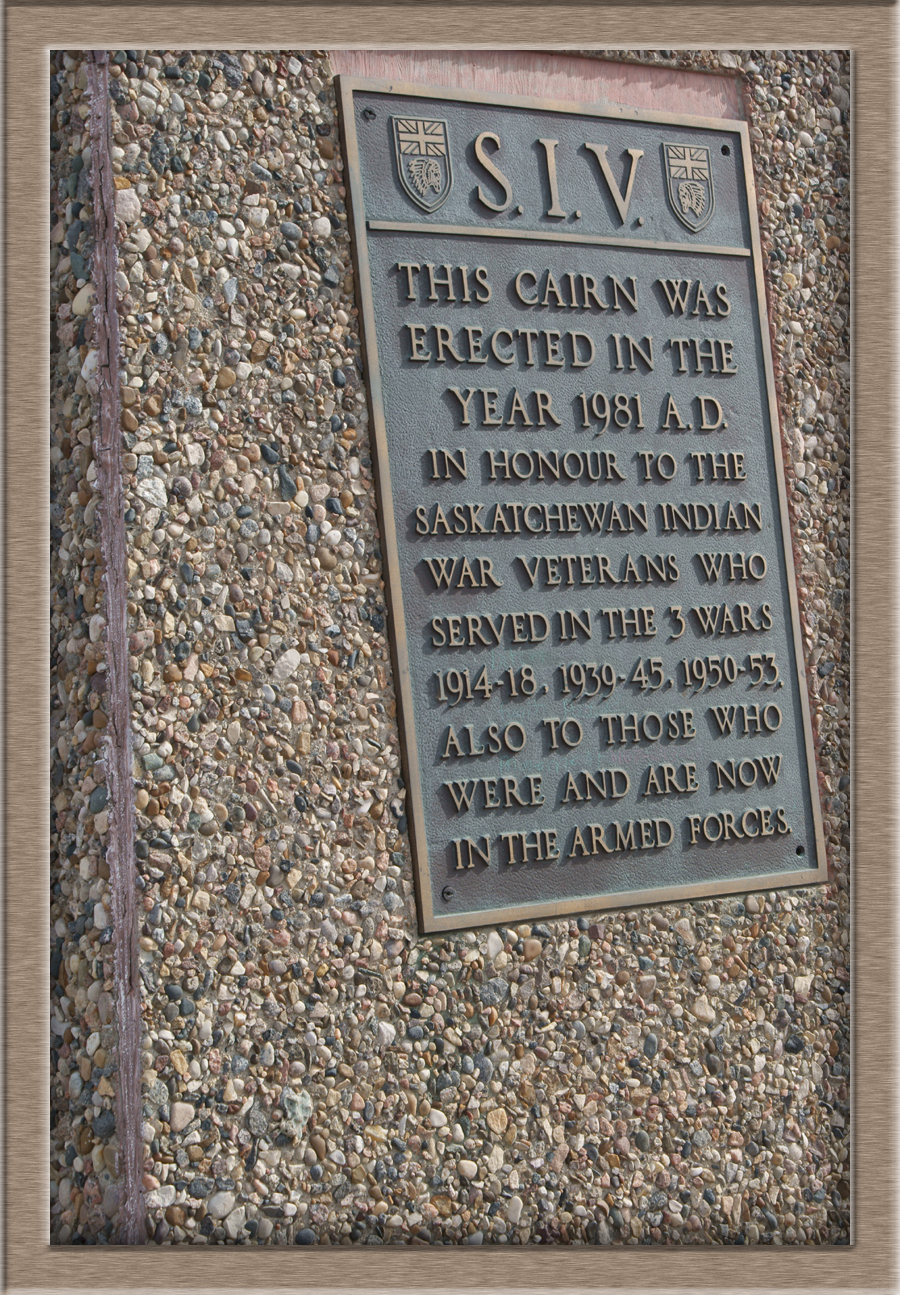 S.I.V.
THIS CAIRN WAS
ERECTED IN THE
YEAR 1981 A.D.
IN HONOUR TO THE
SASKATCHEWAN INDIAN
WAR VETERANS WHO
SERVED IN THE 3 WARS
1914-18, 1939-45, 1950-53,
ALSO TO THOSE WHO
WERE AND ARE NOW
IN THE ARMED FORCES.